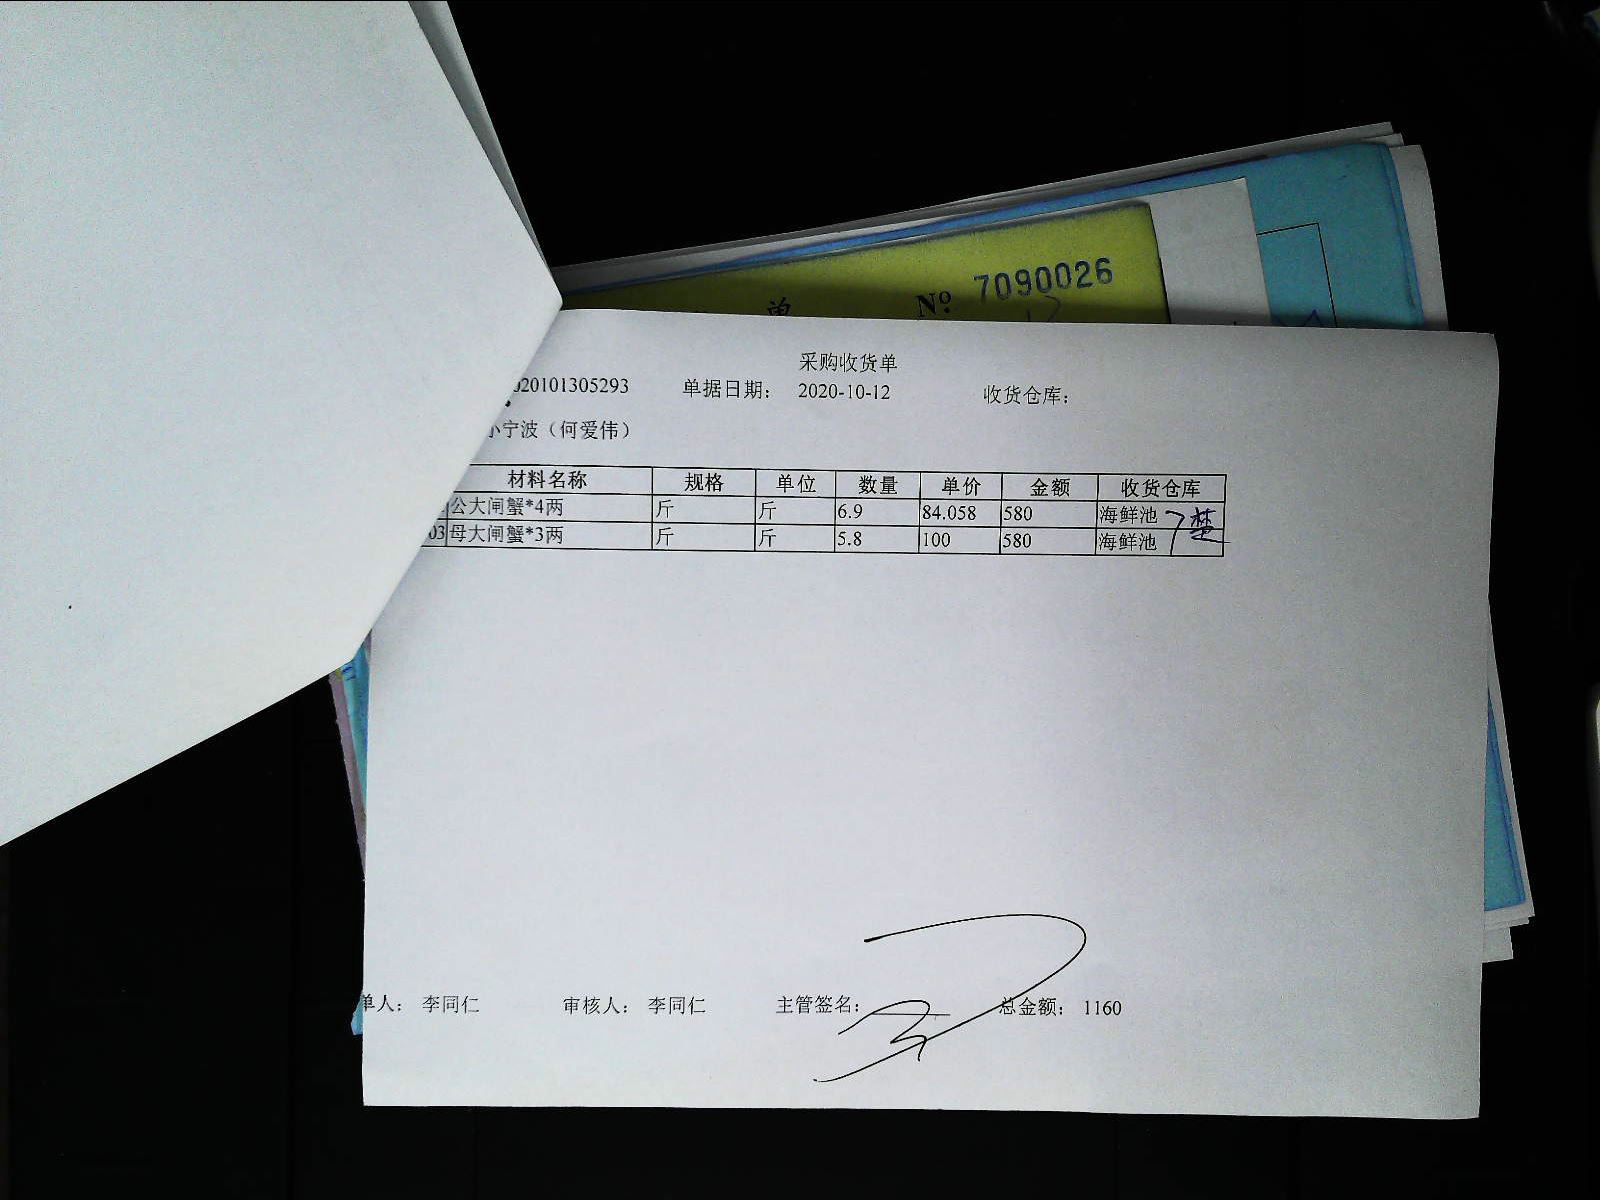 单 Nº 7090026
采购收货单
020101305293 单据日期： 2020-10-12 收货仓库：
小宁波（何爱伟）
材料名称 规格 单位 数量 单价 金额 收货仓库
公大闸蟹*4两 斤 斤 6.9 84.058 580 海鲜池
03 母大闸蟹*3两 斤 斤 5.8 100 580 海鲜池
楚
单人： 李同仁 审核人： 李同仁 主管签名： 总金额： 1160